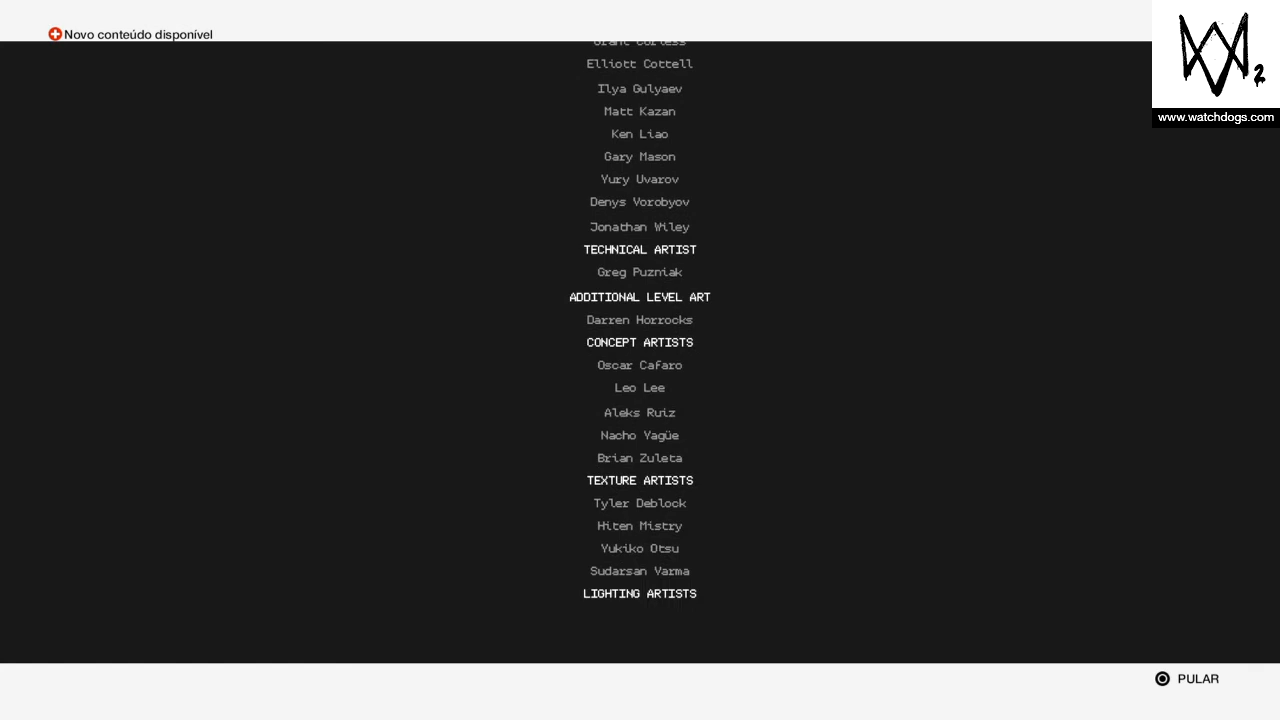 Novo conteúdo disponível
2
www.watchdogs.com
Elliott Cottell
Ilya Gulyaev
Matt Kazan
Ken Liao
Gary Mason
Yury Uvarov
Denys Vorobyov
Jonathan Wiley
TECHNICAL ARTIST
Greg Puzniak
ADDITIONAL LEVEL ART
Darren Horrocks
CONCEPT ARTISTS
Oscar Cafaro
Leo Lee
Aleks Ruiz
Nacho Yagüe
Brian Zuleta
TEXTURE ARTISTS
Tyler Deblock
Hiten Mistry
Yukiko Otsu
Sudarsan Varma
LIGHTING ARTISTS
PULAR